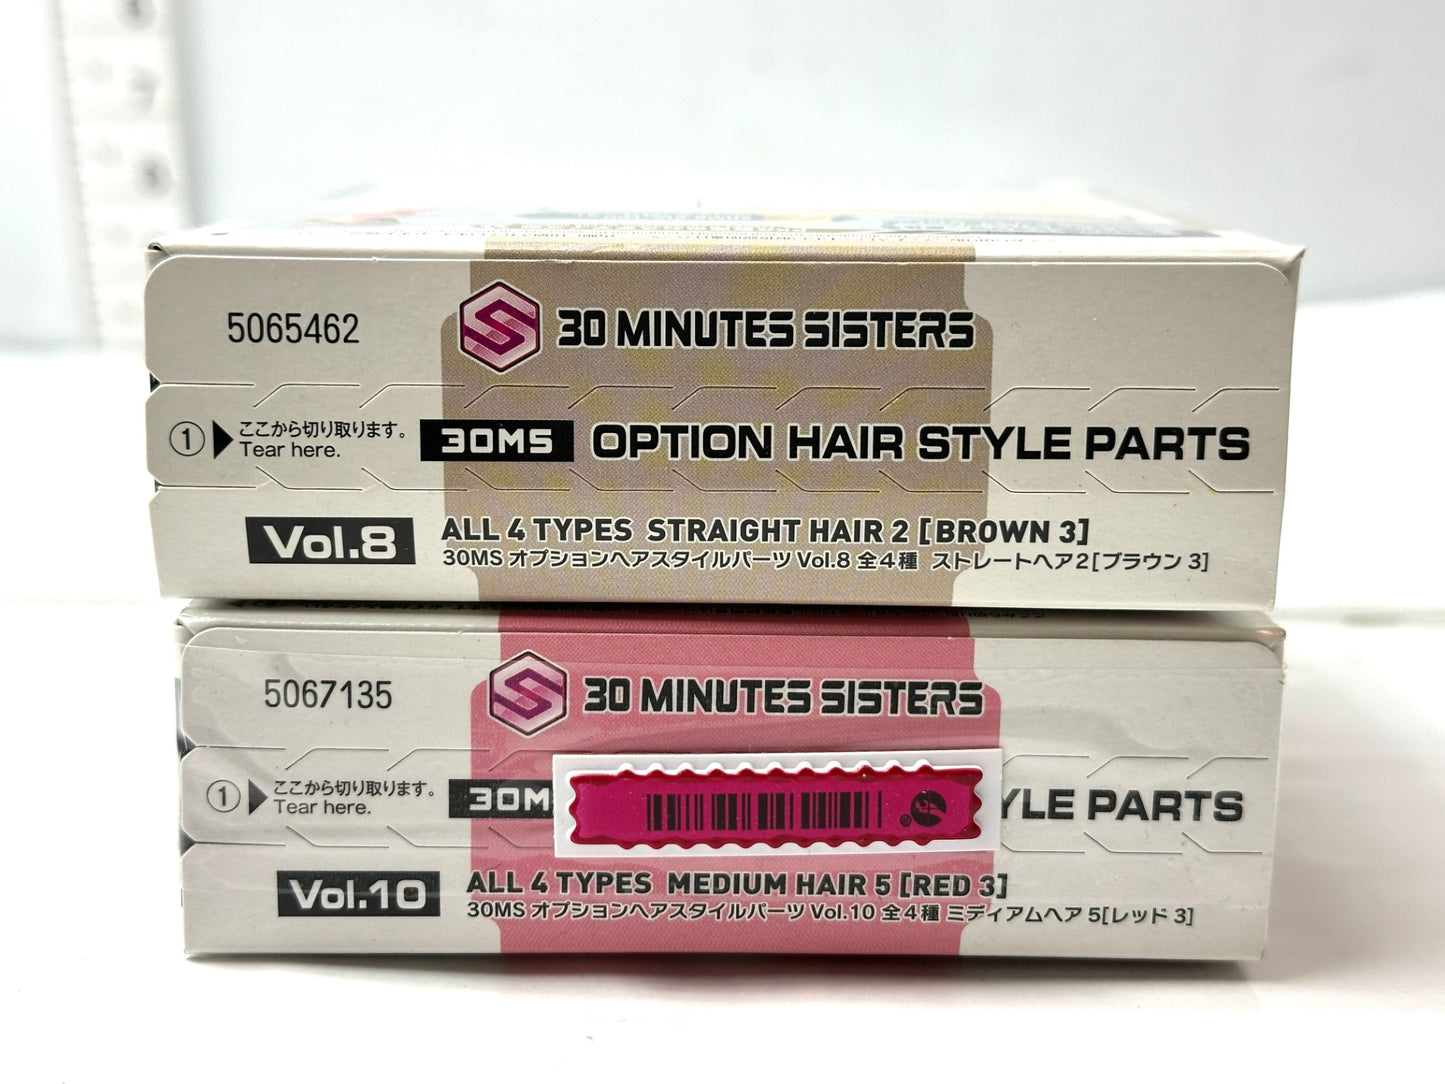 5065462
30 MINUTES SISTERS
1 ここから切り取ります。
Tear here.
30MS OPTION HAIR STYLE PARTS
Vol.8
ALL 4 TYPES STRAIGHT HAIR 2 [BROWN 3]
30MS オプションヘアスタイルパーツ Vol.8 全4種 ストレートヘア2[ブラウン 3]
5067135
30 MINUTES SISTERS
1 ここから切り取ります。
Tear here.
30M YLE PARTS
Vol.10
ALL 4 TYPES MEDIUM HAIR 5 [RED 3]
30MS オプションヘアスタイルパーツ Vol.10 全4種 ミディアムヘア 5[レッド 3]